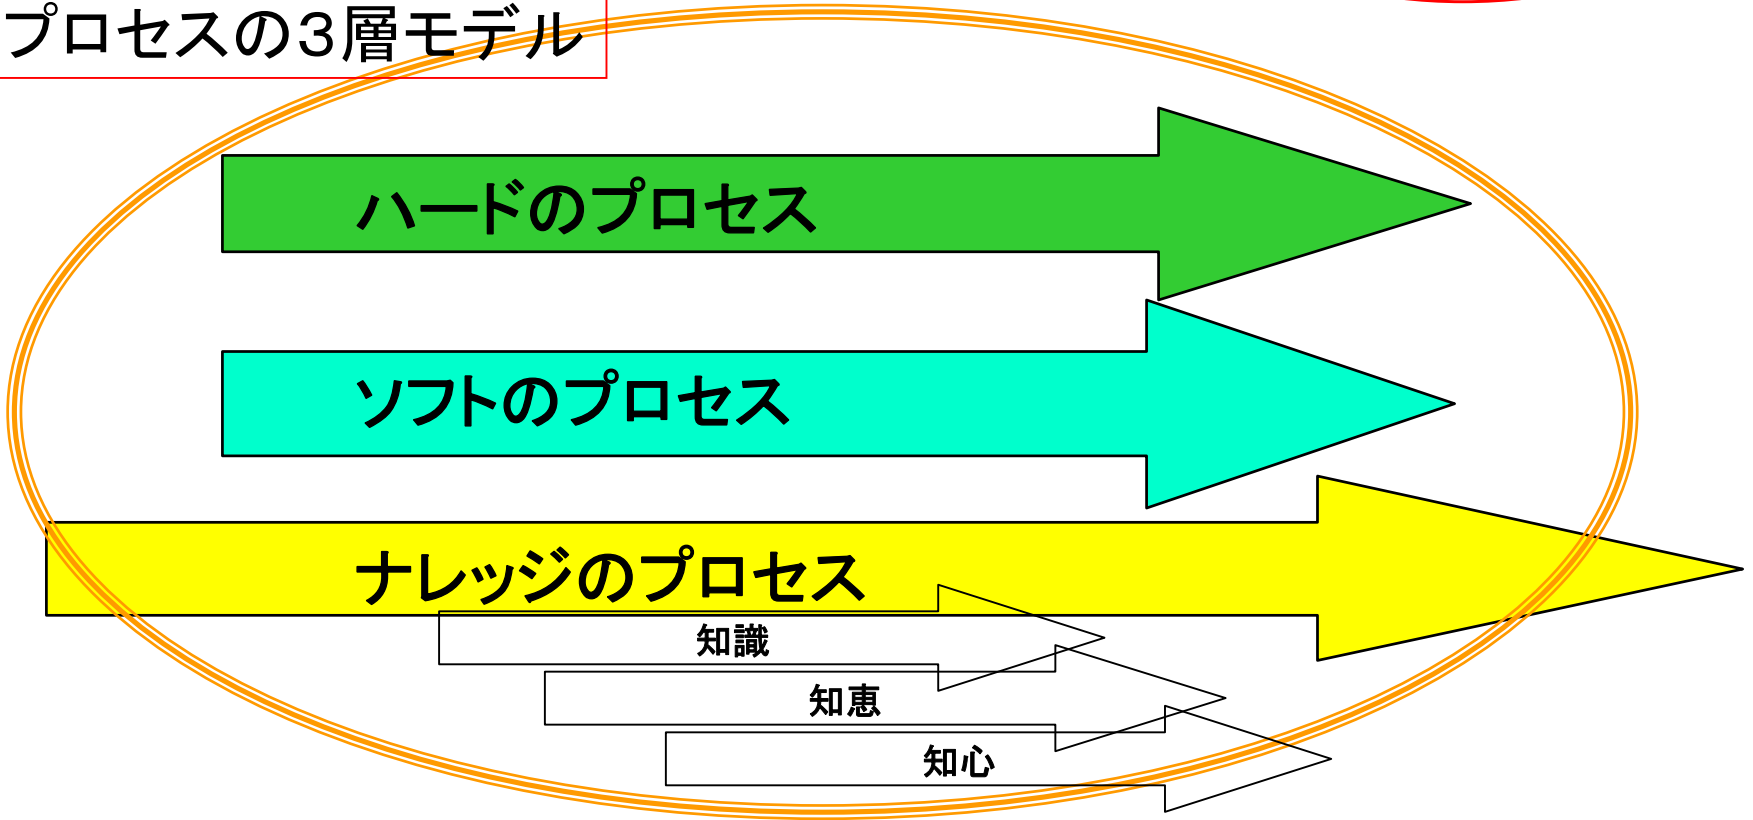 プロセスの３層モデル
ハードのプロセス
ソフトのプロセス
ナレッジのプロセス
知識
知恵
知心